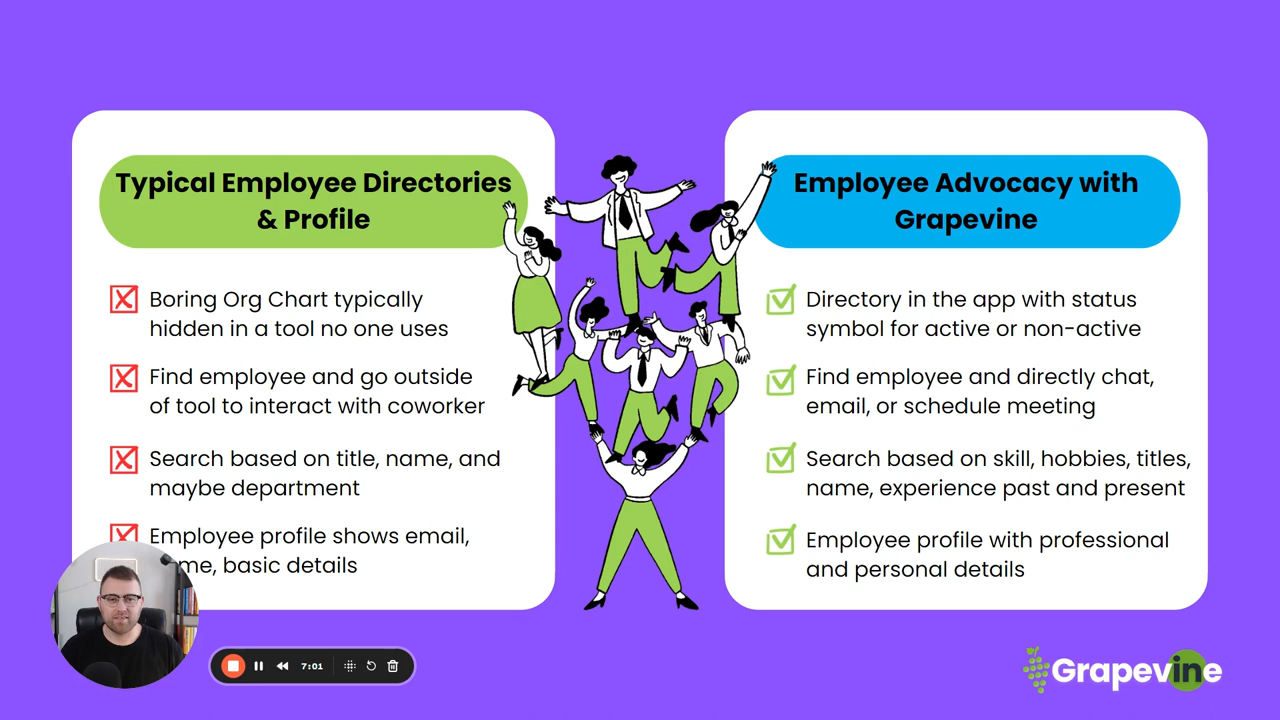 Typical Employee Directories
& Profile
Boring Org Chart typically
hidden in a tool no one uses
Find employee and go outside
of tool to interact with coworker
Search based on title, name, and
maybe department
Employee profile shows email,
basic details
Employee Advocacy with
Grapevine
Directory in the app with status
symbol for active or non-active
Find employee and directly chat,
email, or schedule meeting
Search based on skill, hobbies, titles,
name, experience past and present
Employee profile with professional
and personal details
7:01
Grapevine